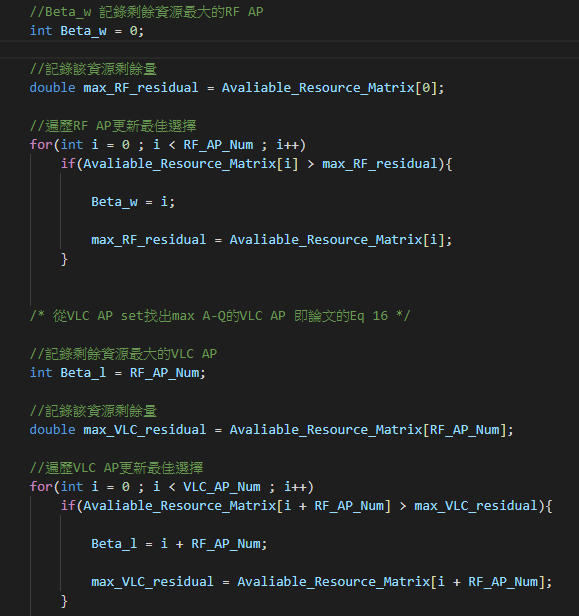 //Beta_w 記錄剩餘資源最大的RF AP
int Beta_w = 0;
//記錄該資源剩餘量
double max_RF_residual = Avaliable_Resource_Matrix[0];
//遍歷RF AP更新最佳選擇
for(int i = 0 ; i < RF_AP_Num ; i++)
if(Avaliable_Resource_Matrix[i] > max_RF_residual){
Beta_w = i;
max_RF_residual = Avaliable_Resource_Matrix[i];
}
/* 從VLC AP set找出max A-Q的VLC AP 即論文的Eq 16 */
//記錄剩餘資源最大的VLC AP
int Beta_l = RF_AP_Num;
//記錄該資源剩餘量
double max_VLC_residual = Avaliable_Resource_Matrix[RF_AP_Num];
//遍歷VLC AP更新最佳選擇
for(int i = 0 ; i < VLC_AP_Num ; i++)
if(Avaliable_Resource_Matrix[i + RF_AP_Num] > max_VLC_residual){
Beta_l = i + RF_AP_Num;
max_VLC_residual = Avaliable_Resource_Matrix[i + RF_AP_Num];
}